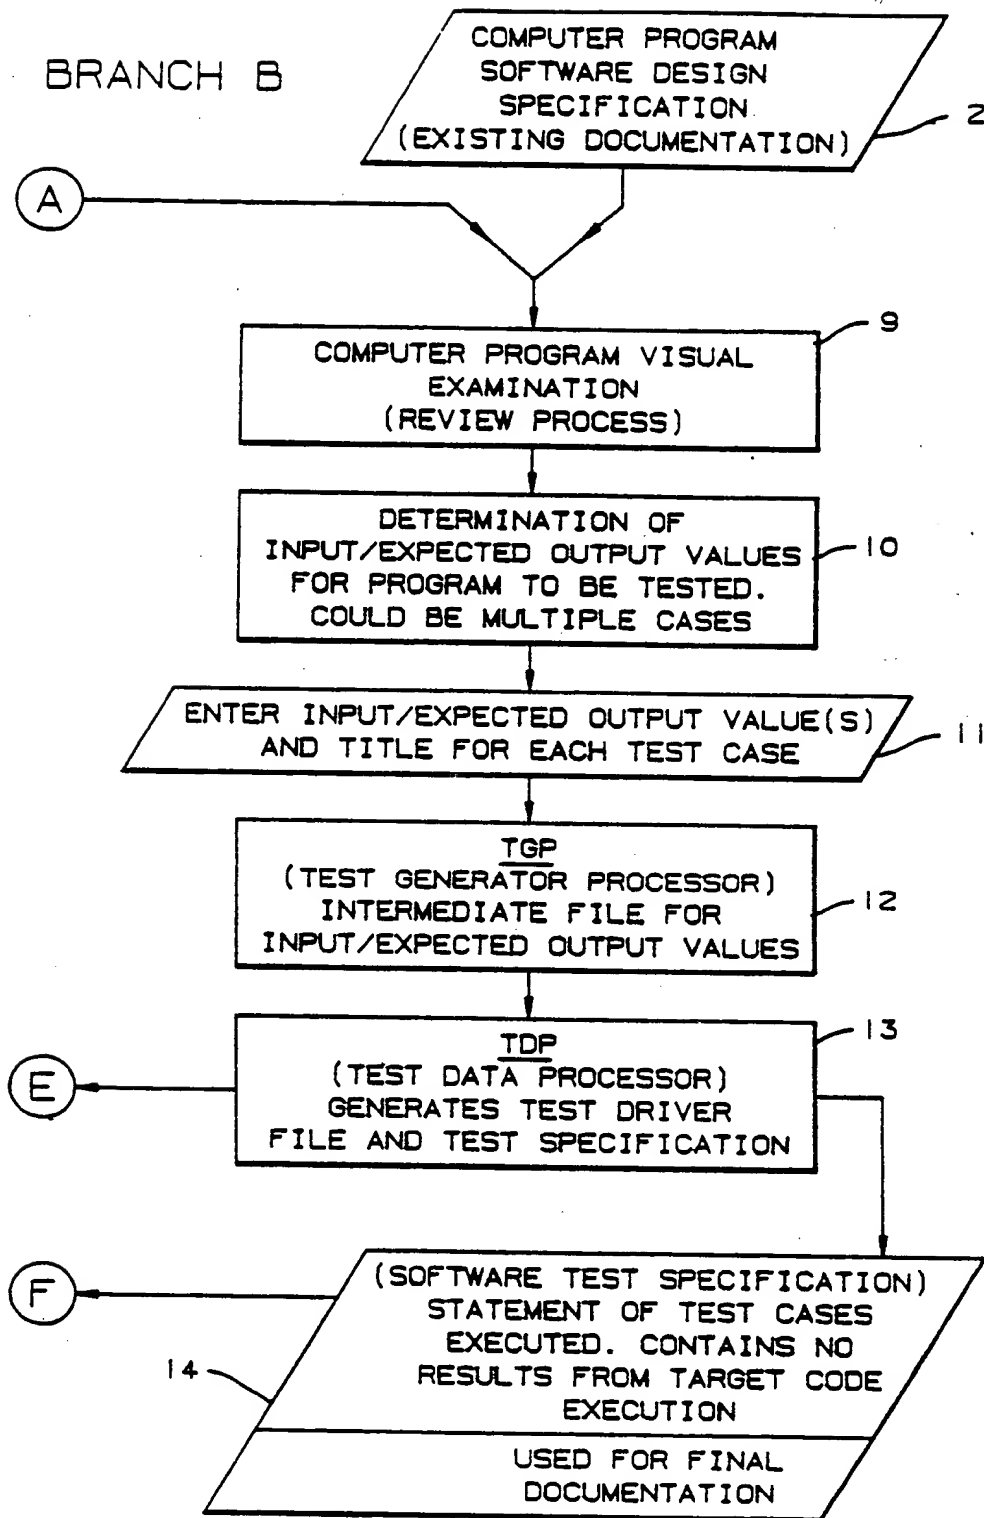 BRANCH B
COMPUTER PROGRAM
SOFTWARE DESIGN
SPECIFICATION
(EXISTING DOCUMENTATION)
2
A
9
COMPUTER PROGRAM VISUAL
EXAMINATION
(REVIEW PROCESS)
DETERMINATION OF
INPUT/EXPECTED OUTPUT VALUES
FOR PROGRAM TO BE TESTED.
COULD BE MULTIPLE CASES
10
ENTER INPUT/EXPECTED OUTPUT VALUE(S)
AND TITLE FOR EACH TEST CASE
11
TGP
(TEST GENERATOR PROCESSOR)
INTERMEDIATE FILE FOR
INPUT/EXPECTED OUTPUT VALUES
12
13
TDP
(TEST DATA PROCESSOR)
GENERATES TEST DRIVER
FILE AND TEST SPECIFICATION
E
F
(SOFTWARE TEST SPECIFICATION)
STATEMENT OF TEST CASES
EXECUTED. CONTAINS NO
RESULTS FROM TARGET CODE
EXECUTION
14
USED FOR FINAL
DOCUMENTATION